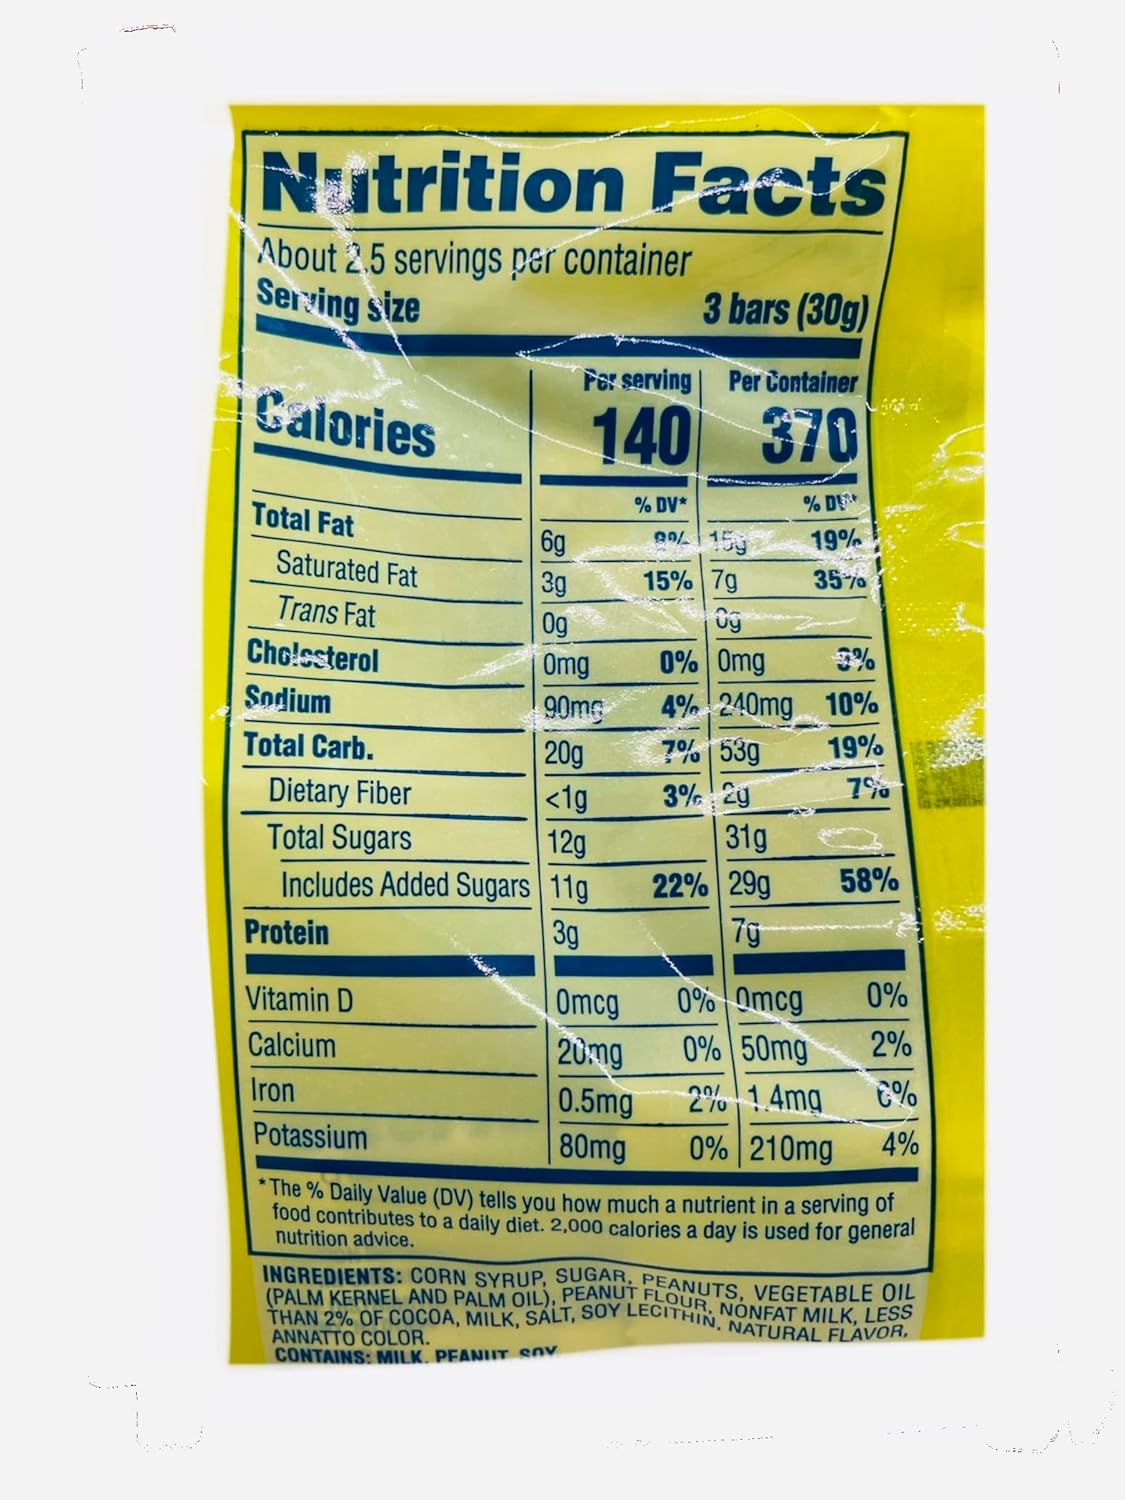 Nutrition Facts
About 2.5 servings per container
Serving size 3 bars (30g)
Per serving Per Container
Calories 140 370
% DV* % DV*
Total Fat 6g 8% 15g 19%
Saturated Fat 3g 15% 7g 35%
Trans Fat 0g 0g
Cholesterol 0mg 0% 0mg 0%
Sodium 90mg 4% 240mg 10%
Total Carb. 20g 7% 53g 19%
Dietary Fiber <1g 3% 2g 7%
Total Sugars 12g 31g
Includes Added Sugars 11g 22% 29g 58%
Protein 3g 7g
Vitamin D 0mcg 0% 0mcg 0%
Calcium 20mg 0% 50mg 2%
Iron 0.5mg 2% 1.4mg 6%
Potassium 80mg 0% 210mg 4%
*The % Daily Value (DV) tells you how much a nutrient in a serving of
food contributes to a daily diet. 2,000 calories a day is used for general
nutrition advice.
INGREDIENTS: CORN SYRUP, SUGAR, PEANUTS, VEGETABLE OIL
(PALM KERNEL AND PALM OIL), PEANUT FLOUR, NONFAT MILK, LESS
THAN 2% OF COCOA, MILK, SALT, SOY LECITHIN, NATURAL FLAVOR,
ANNATTO COLOR.
CONTAINS: MILK, PEANUT, SOY